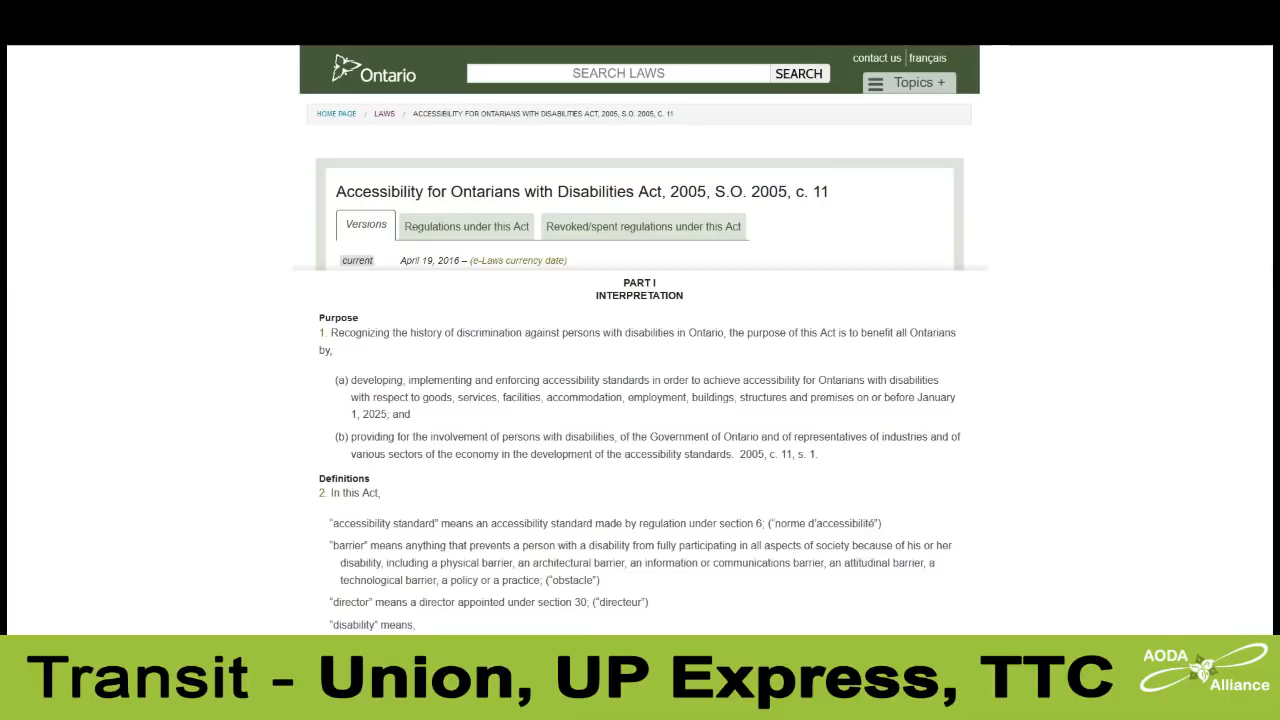 Ontario
SEARCH LAWS
SEARCH
contact us
français
Topics +
HOME PAGE / LAWS / ACCESSIBILITY FOR ONTARIANS WITH DISABILITIES ACT, 2005, S.O. 2005, C. 11
Accessibility for Ontarians with Disabilities Act, 2005, S.O. 2005, c. 11
Versions
Regulations under this Act
Revoked/spent regulations under this Act
current
April 19, 2016 – (e-Laws currency date)
PART I
INTERPRETATION
Purpose
1. Recognizing the history of discrimination against persons with disabilities in Ontario, the purpose of this Act is to benefit all Ontarians
by,
(a) developing, implementing and enforcing accessibility standards in order to achieve accessibility for Ontarians with disabilities
with respect to goods, services, facilities, accommodation, employment, buildings, structures and premises on or before January
1, 2025; and
(b) providing for the involvement of persons with disabilities, of the Government of Ontario and of representatives of industries and of
various sectors of the economy in the development of the accessibility standards. 2005, c. 11, s. 1.
Definitions
2. In this Act,
“accessibility standard” means an accessibility standard made by regulation under section 6; (“norme d’accessibilité”)
“barrier” means anything that prevents a person with a disability from fully participating in all aspects of society because of his or her
disability, including a physical barrier, an architectural barrier, an information or communications barrier, an attitudinal barrier, a
technological barrier, a policy or a practice; (“obstacle”)
“director” means a director appointed under section 30; (“directeur”)
“disability” means,
Transit - Union, UP Express, TTC
AODA
Alliance